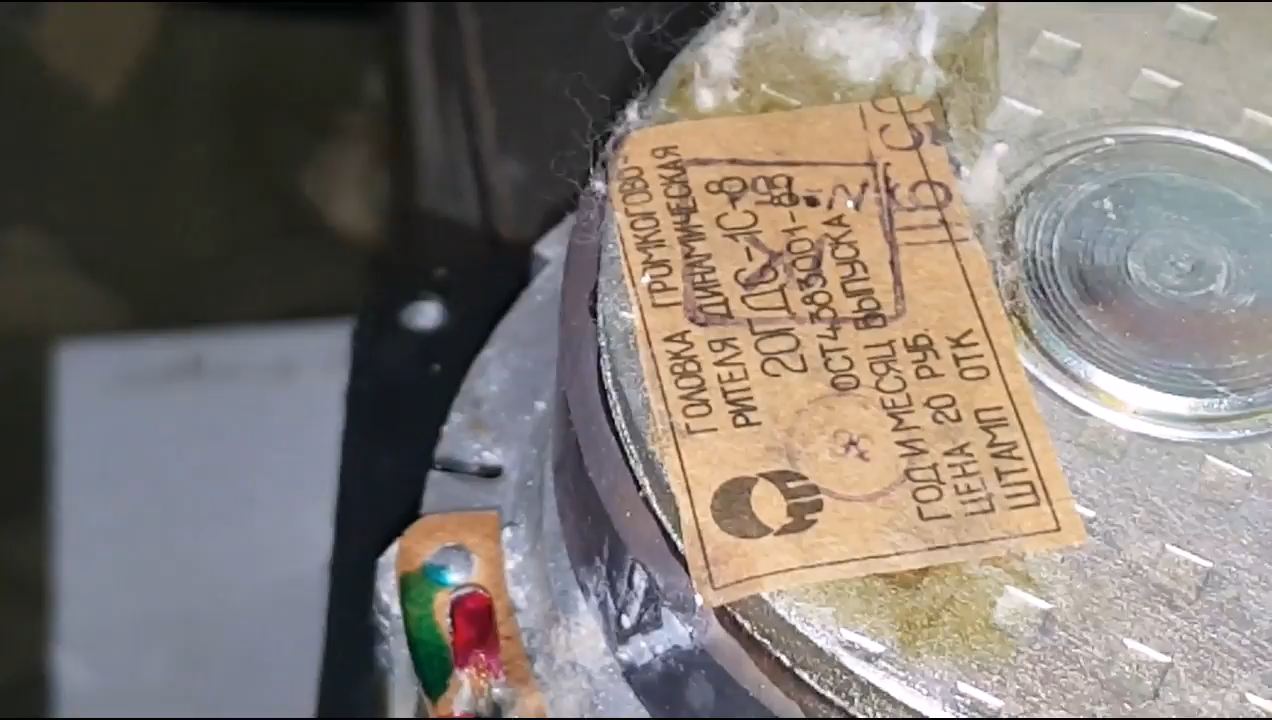 ГОЛОВКА ГРОМКОГОВО-
РИТЕЛЯ ДИНАМИЧЕСКАЯ
20ГДС-1С-8
ОСТ4.383.001-85
ГОД И МЕСЯЦ ВЫПУСКА
ЦЕНА 20 РУБ.
ШТАМП ОТК